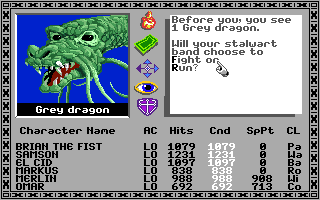 Before you, you see
1 Grey dragon.
Will your stalwart
band choose to
Fight on,
Run?
Grey dragon
Character Name AC Hits Cnd SpPt CL
BRIAN THE FIST LO 1079 1079 0 Pa
SAMSON LO 1231 1231 0 Wa
EL CID LO 1097 1097 0 Ba
MARKUS LO 838 838 0 Ro
MERLIN LO 988 988 908 Wi
OMAR LO 692 692 713 Co